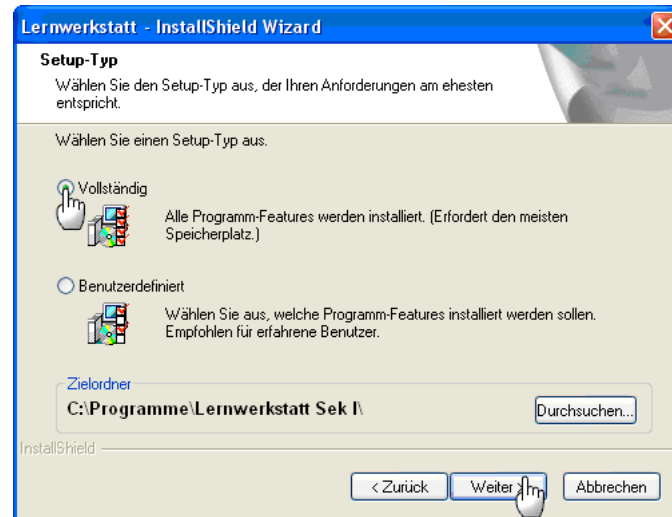 Lernwerkstatt - InstallShield Wizard
Setup-Typ
Wählen Sie den Setup-Typ aus, der Ihren Anforderungen am ehesten
entspricht.
Wählen Sie einen Setup-Typ aus.
Vollständig
Alle Programm-Features werden installiert. (Erfordert den meisten
Speicherplatz.)
Benutzerdefiniert
Wählen Sie aus, welche Programm-Features installiert werden sollen.
Empfohlen für erfahrene Benutzer.
Zielordner
C:\Programme\Lernwerkstatt Sek I\
Durchsuchen...
InstallShield
< Zurück
Weiter >
Abbrechen